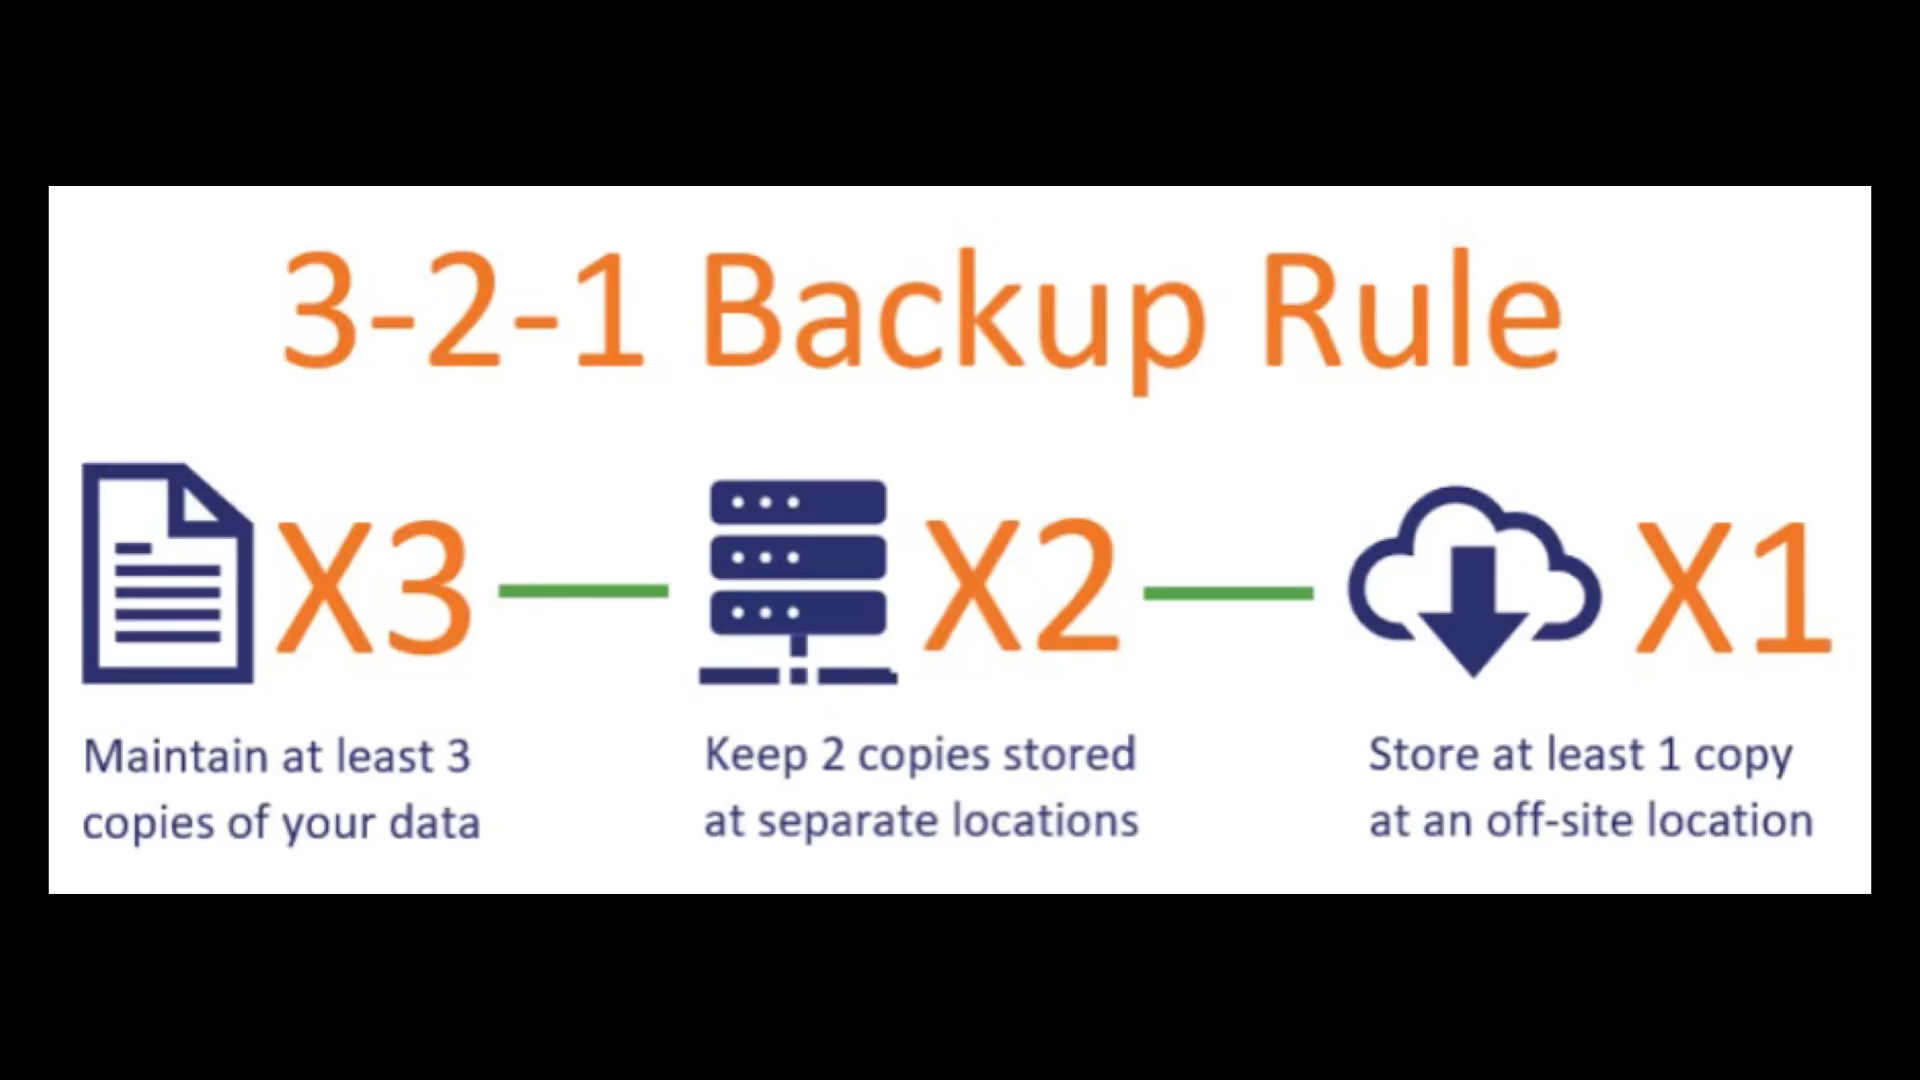 3-2-1 Backup Rule
X3
X2
X1
Maintain at least 3
copies of your data
Keep 2 copies stored
at separate locations
Store at least 1 copy
at an off-site location